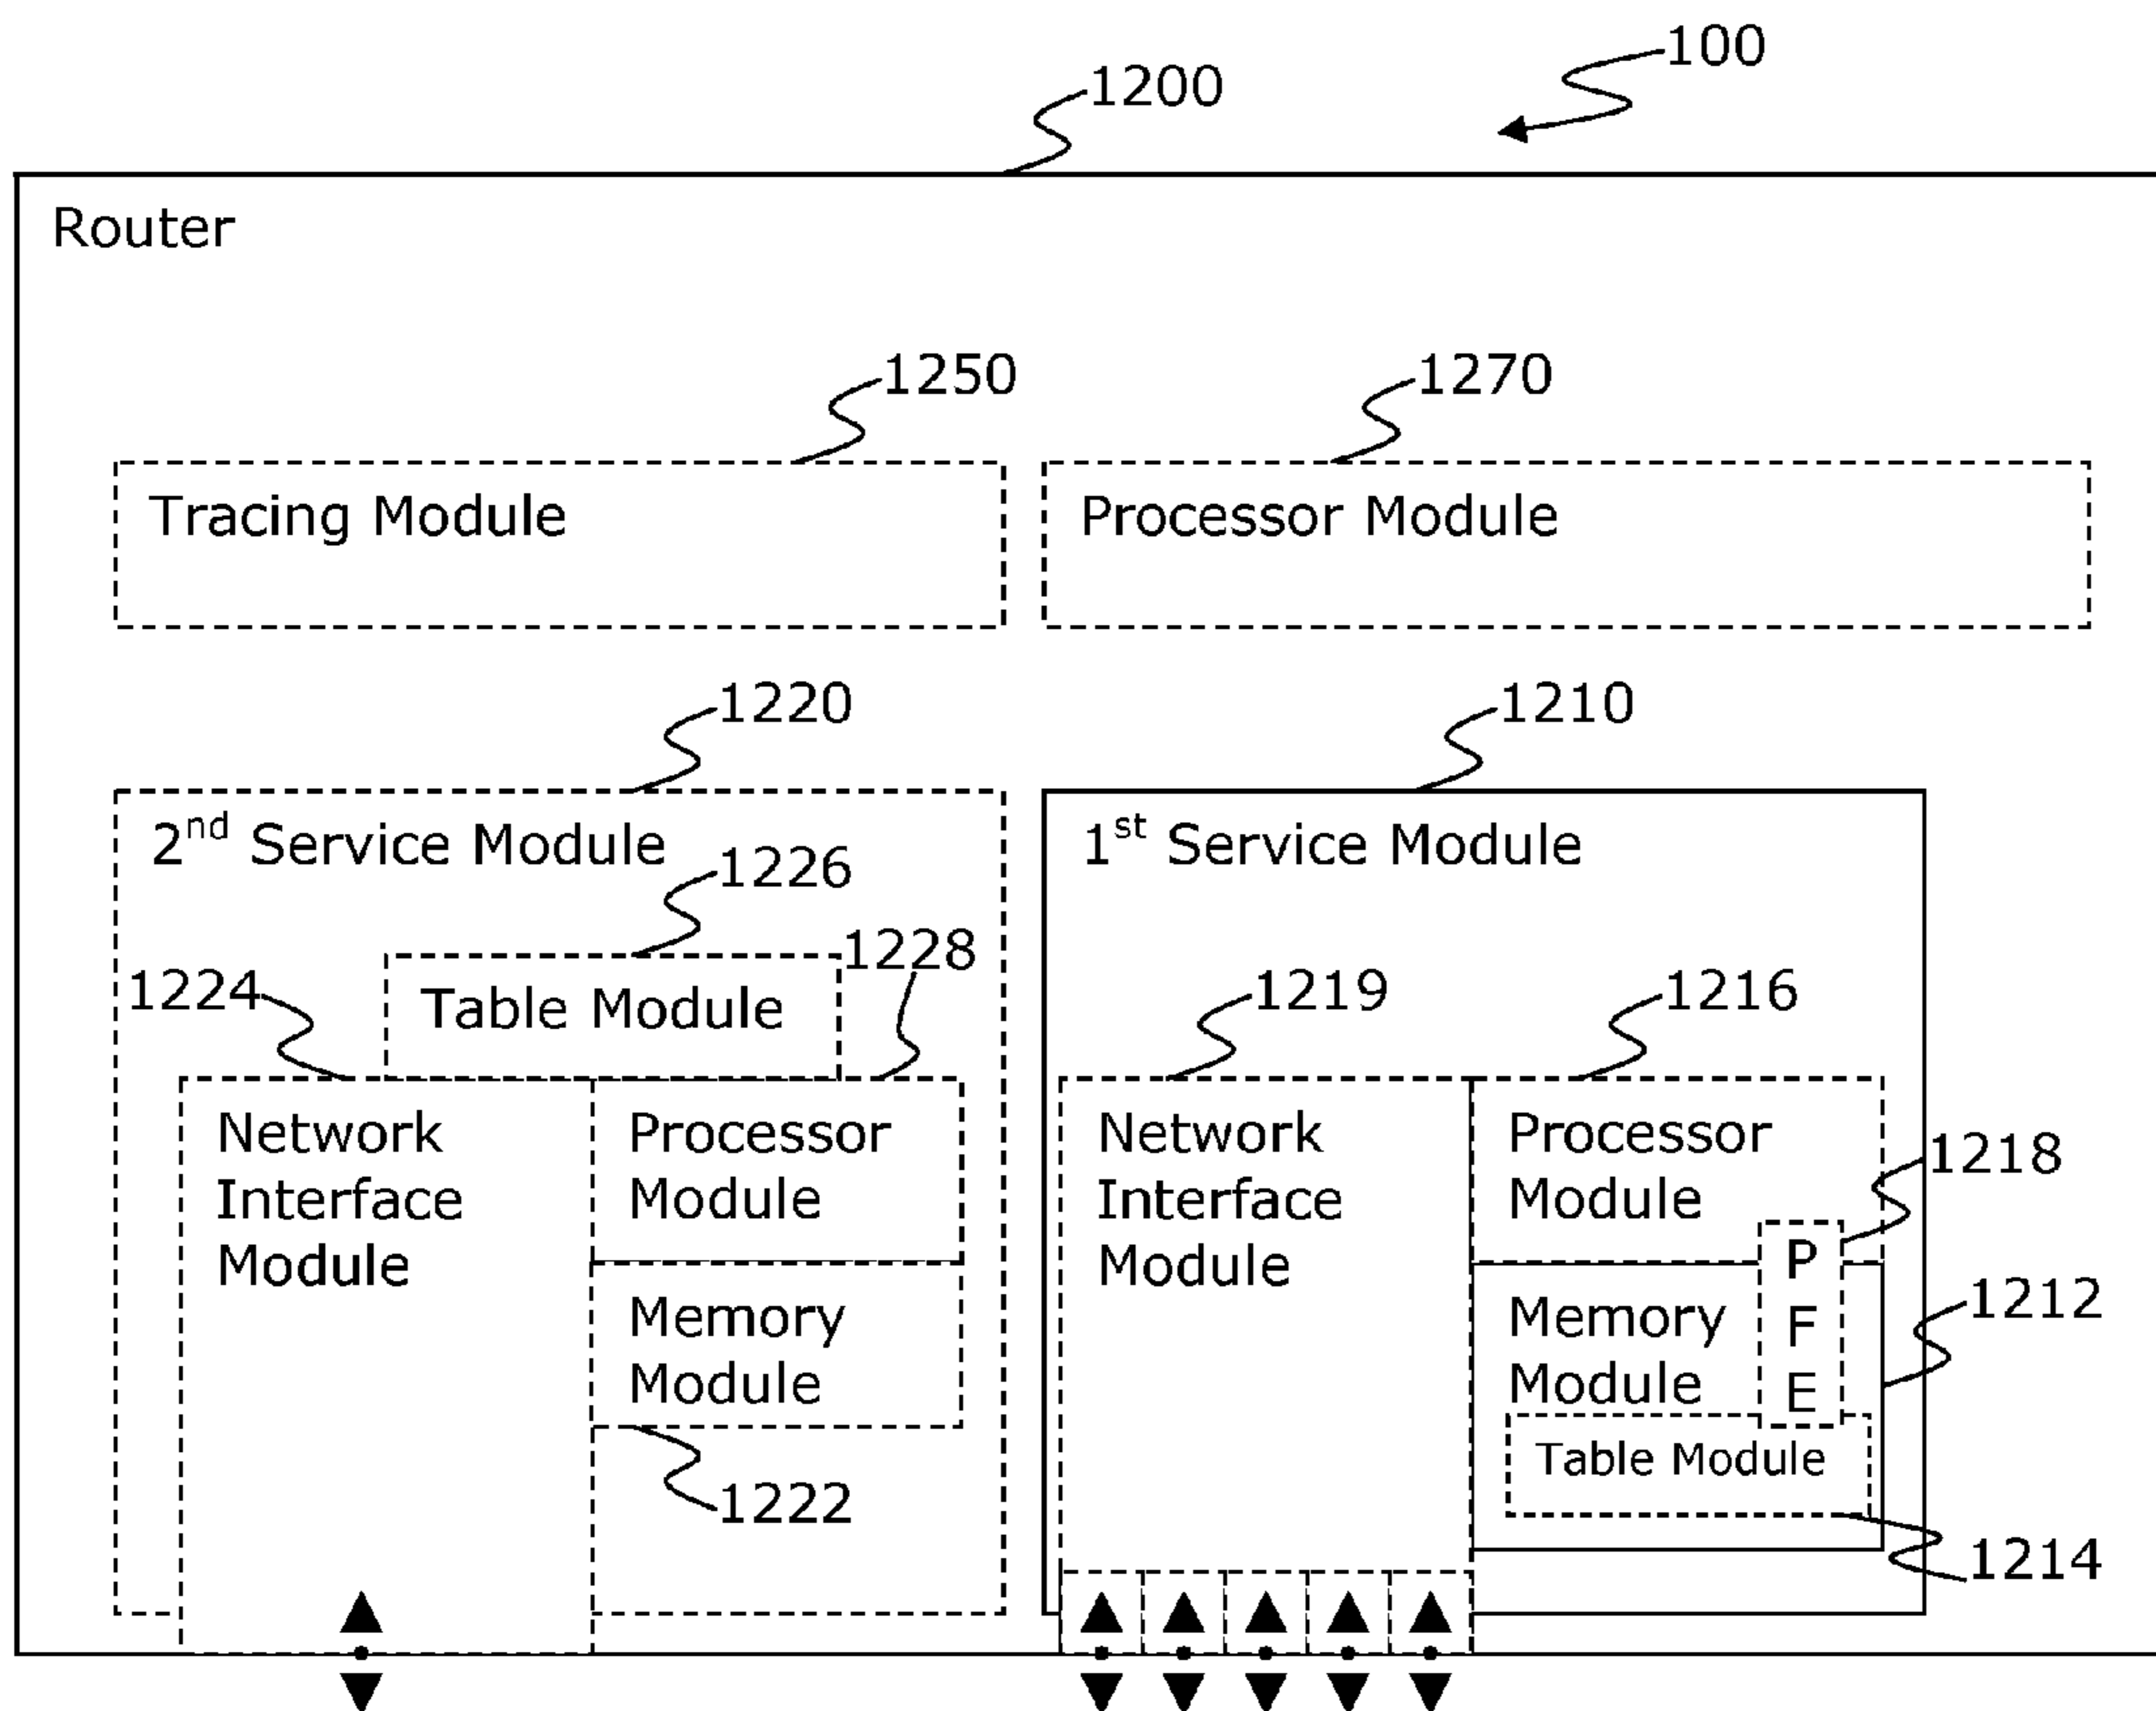 100
1200
Router
1250
1270
Tracing Module
Processor Module
1220
1210
2nd Service Module
1st Service Module
1226
1228
1224
Table Module
1219
1216
Network
Interface
Module
Processor
Module
Memory
Module
1222
Network
Interface
Module
Processor
Module
1218
P
F
E
1212
Memory
Module
Table Module
1214